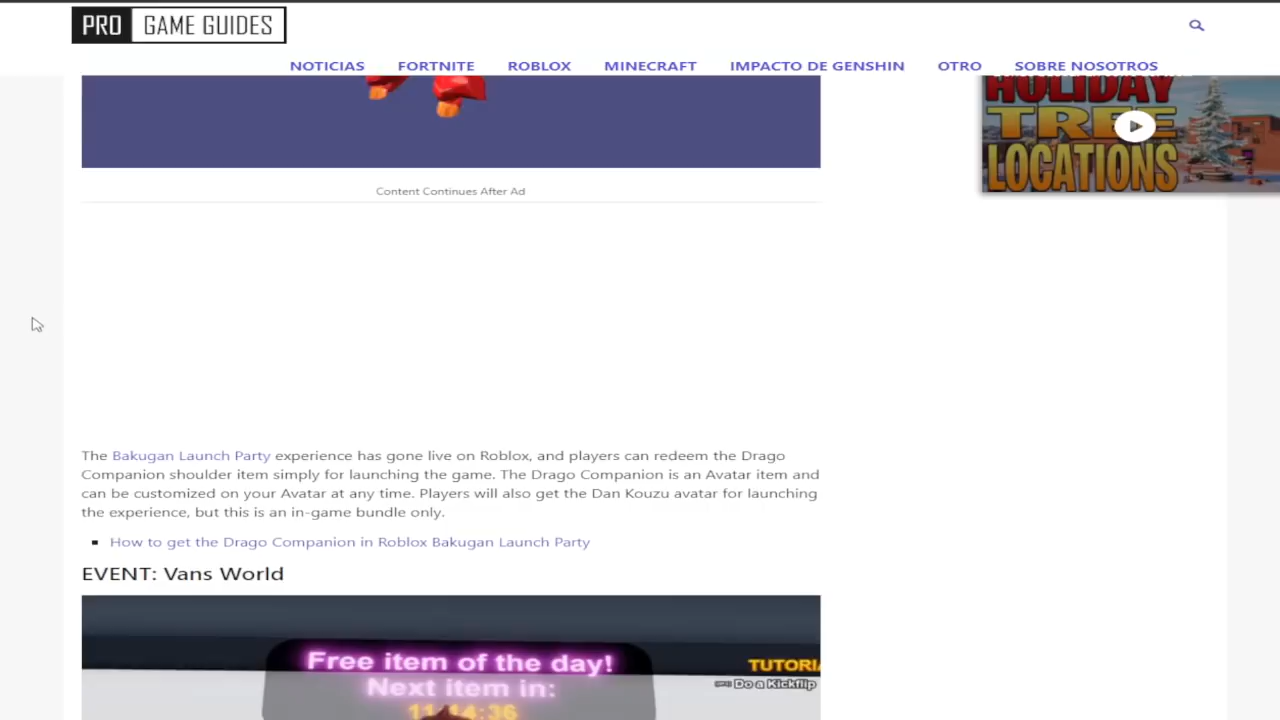 PRO GAME GUIDES
NOTICIAS FORTNITE ROBLOX MINECRAFT IMPACTO DE GENSHIN OTRO SOBRE NOSOTROS
HOLIDAY
TREE
LOCATIONS
Content Continues After Ad
The Bakugan Launch Party experience has gone live on Roblox, and players can redeem the Drago
Companion shoulder item simply for launching the game. The Drago Companion is an Avatar item and
can be customized on your Avatar at any time. Players will also get the Dan Kouzu avatar for launching
the experience, but this is an in-game bundle only.
How to get the Drago Companion in Roblox Bakugan Launch Party
EVENT: Vans World
Free item of the day!
Next item in:
11:14:36
TUTORI
Do a Kickflip